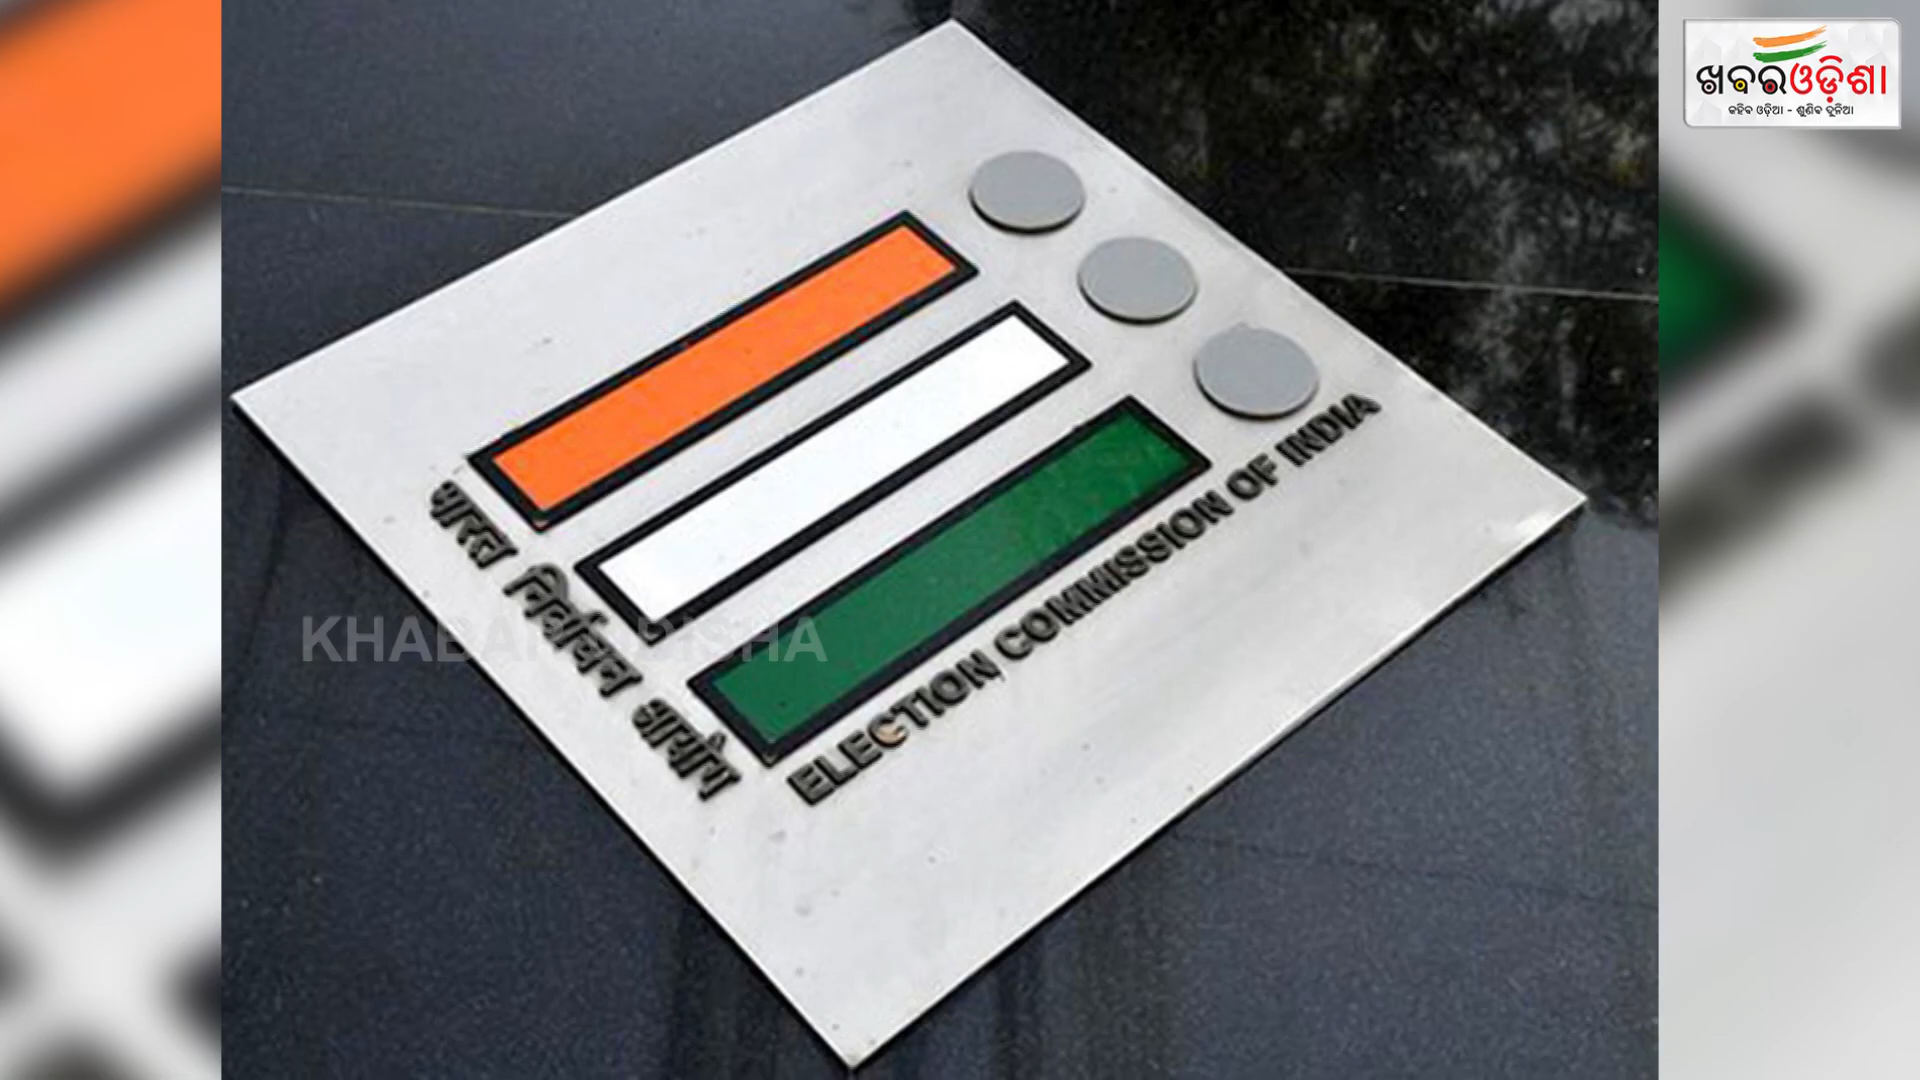 ଖବରଓଡ଼ିଶା
କହିବ ଓଡ଼ିଆ - ଶୁଣିବ ଦୁନିଆ
भारत निर्वाचन आयोग
ELECTION COMMISSION OF INDIA
KHABAR ODISHA